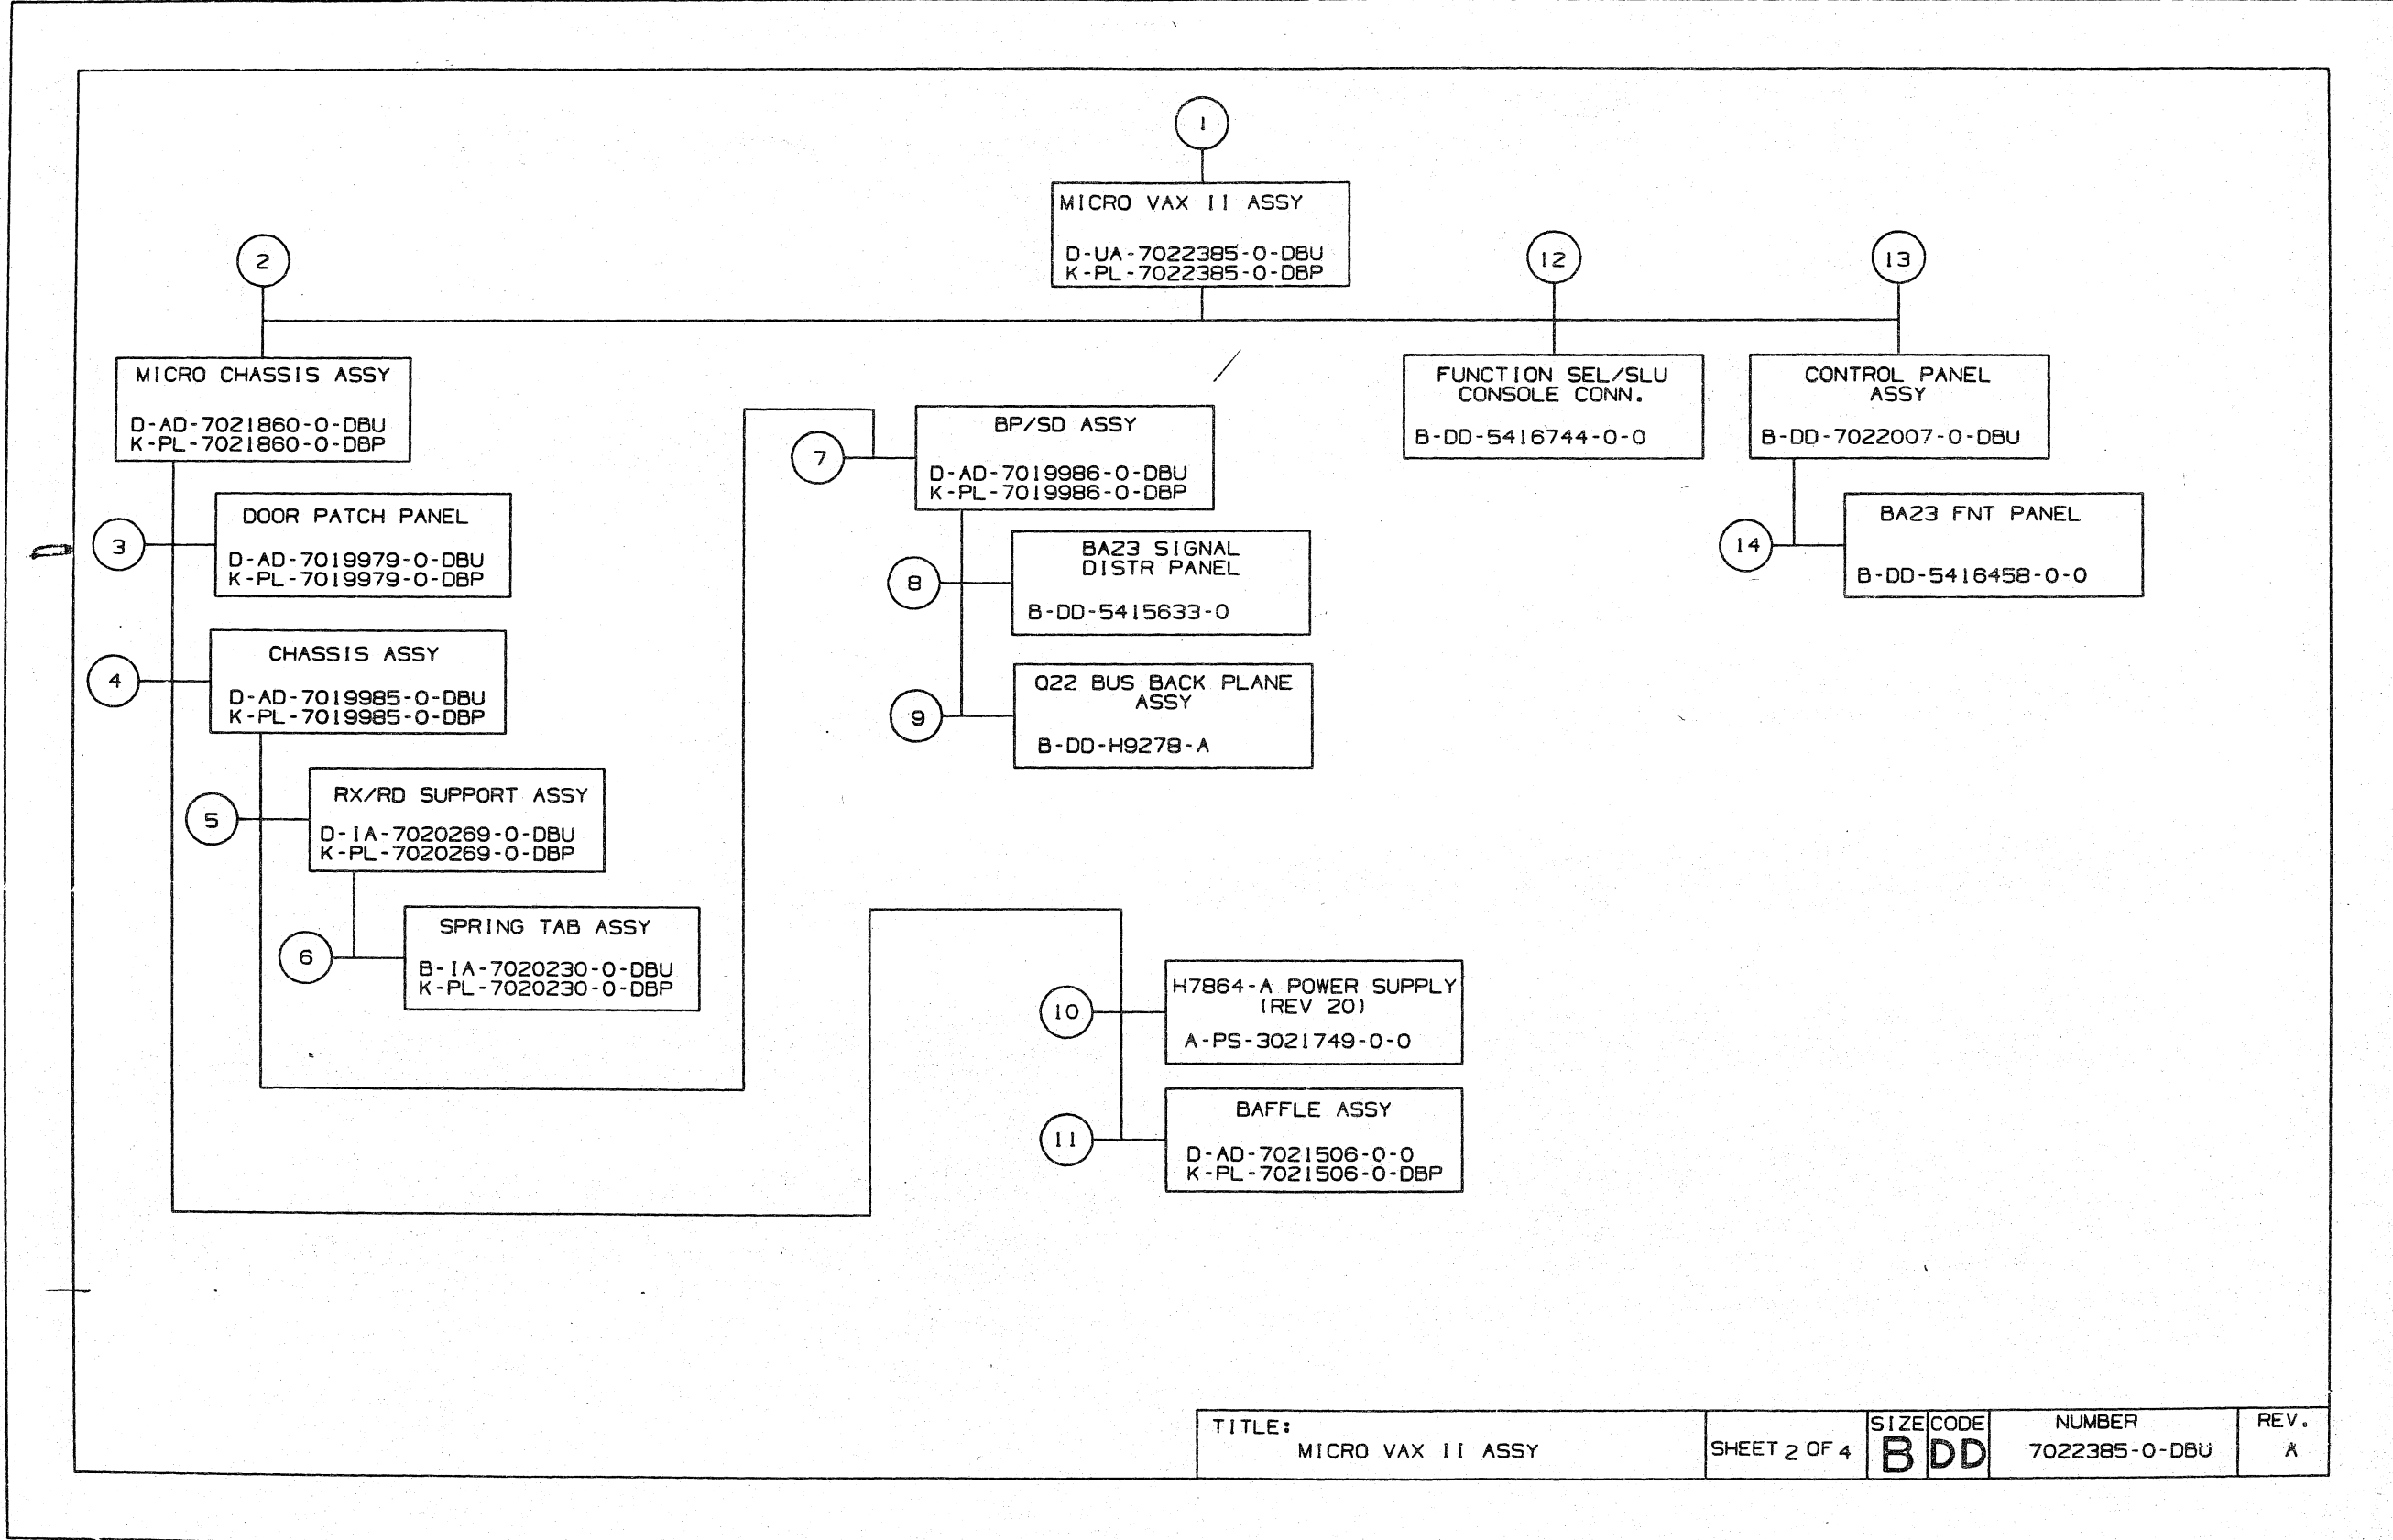 1
MICRO VAX II ASSY
D-UA-7022385-0-DBU
K-PL-7022385-0-DBP
2
MICRO CHASSIS ASSY
D-AD-7021860-0-DBU
K-PL-7021860-0-DBP
3
DOOR PATCH PANEL
D-AD-7019979-0-DBU
K-PL-7019979-0-DBP
4
CHASSIS ASSY
D-AD-7019985-0-DBU
K-PL-7019985-0-DBP
5
RX/RD SUPPORT ASSY
D-IA-7020269-0-DBU
K-PL-7020269-0-DBP
6
SPRING TAB ASSY
B-IA-7020230-0-DBU
K-PL-7020230-0-DBP
7
BP/SD ASSY
D-AD-7019986-0-DBU
K-PL-7019986-0-DBP
8
BA23 SIGNAL
DISTR PANEL
B-DD-5415633-0
9
Q22 BUS BACK PLANE
ASSY
B-DD-H9278-A
10
H7864-A POWER SUPPLY
(REV 20)
A-PS-3021749-0-0
11
BAFFLE ASSY
D-AD-7021506-0-0
K-PL-7021506-0-DBP
12
FUNCTION SEL/SLU
CONSOLE CONN.
B-DD-5416744-0-0
13
CONTROL PANEL
ASSY
B-DD-7022007-0-DBU
14
BA23 FNT PANEL
B-DD-5416458-0-0
TITLE:
MICRO VAX II ASSY
SHEET 2 OF 4
SIZE
B
CODE
DD
NUMBER
7022385-0-DBU
REV.
A